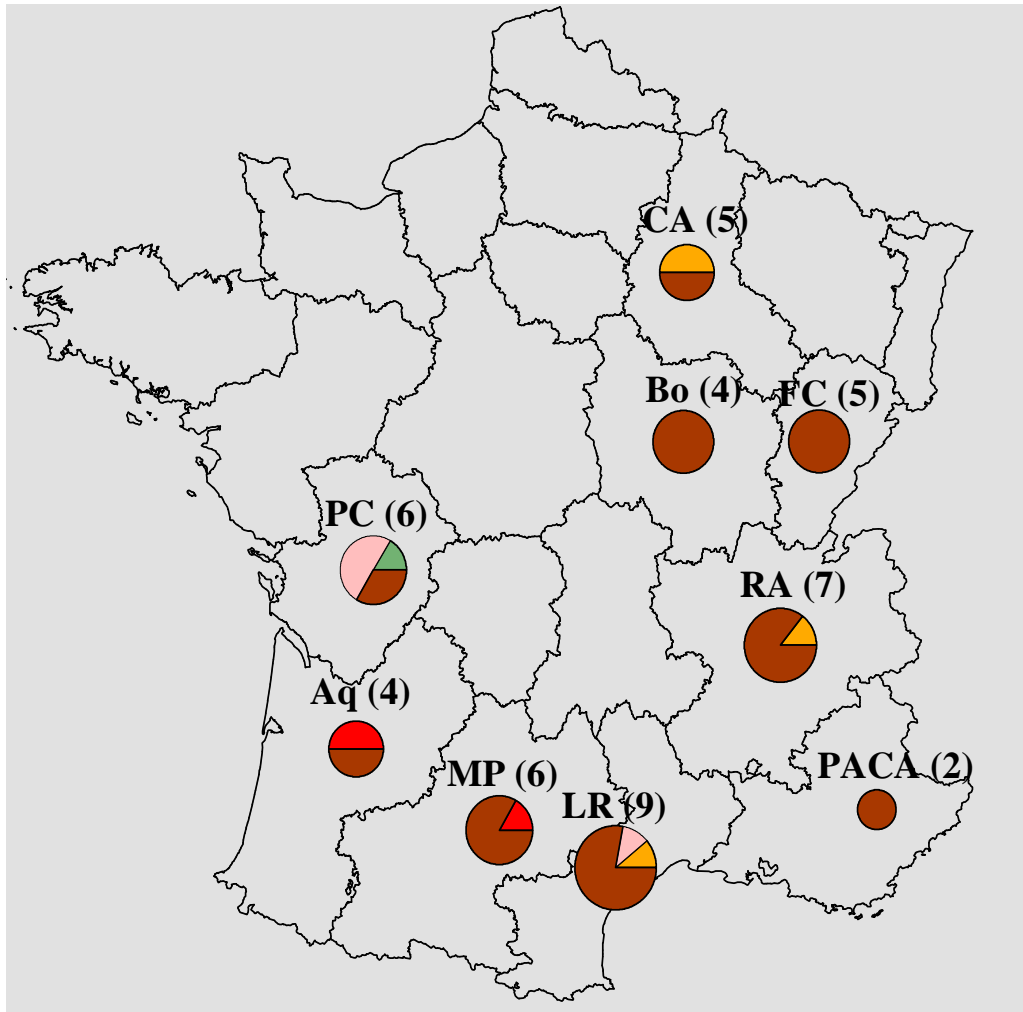 CA (5)
Bo (4)
FC (5)
PC (6)
RA (7)
Aq (4)
MP (6)
PACA (2)
LR (9)